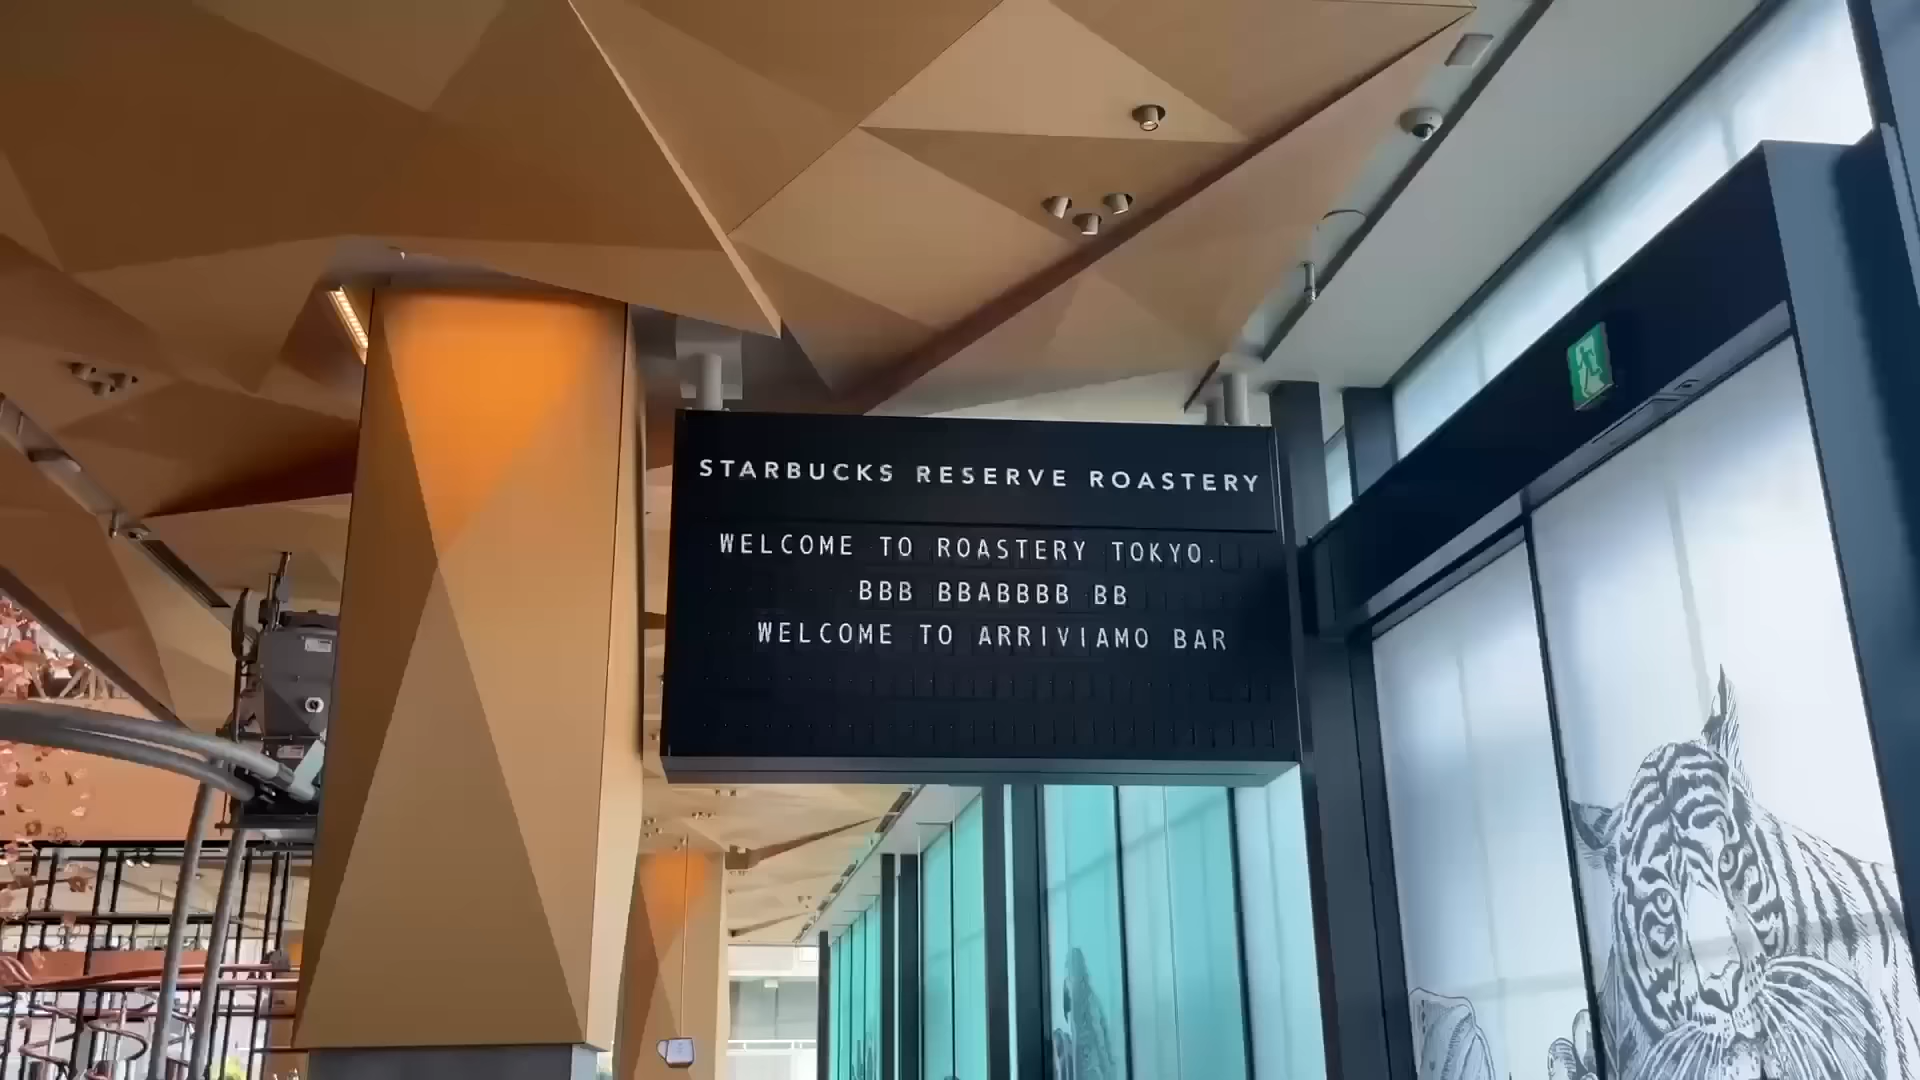 STARBUCKS RESERVE ROASTERY
WELCOME TO ROASTERY TOKYO.
BBB BBABBBB BB
WELCOME TO ARRIVIAMO BAR